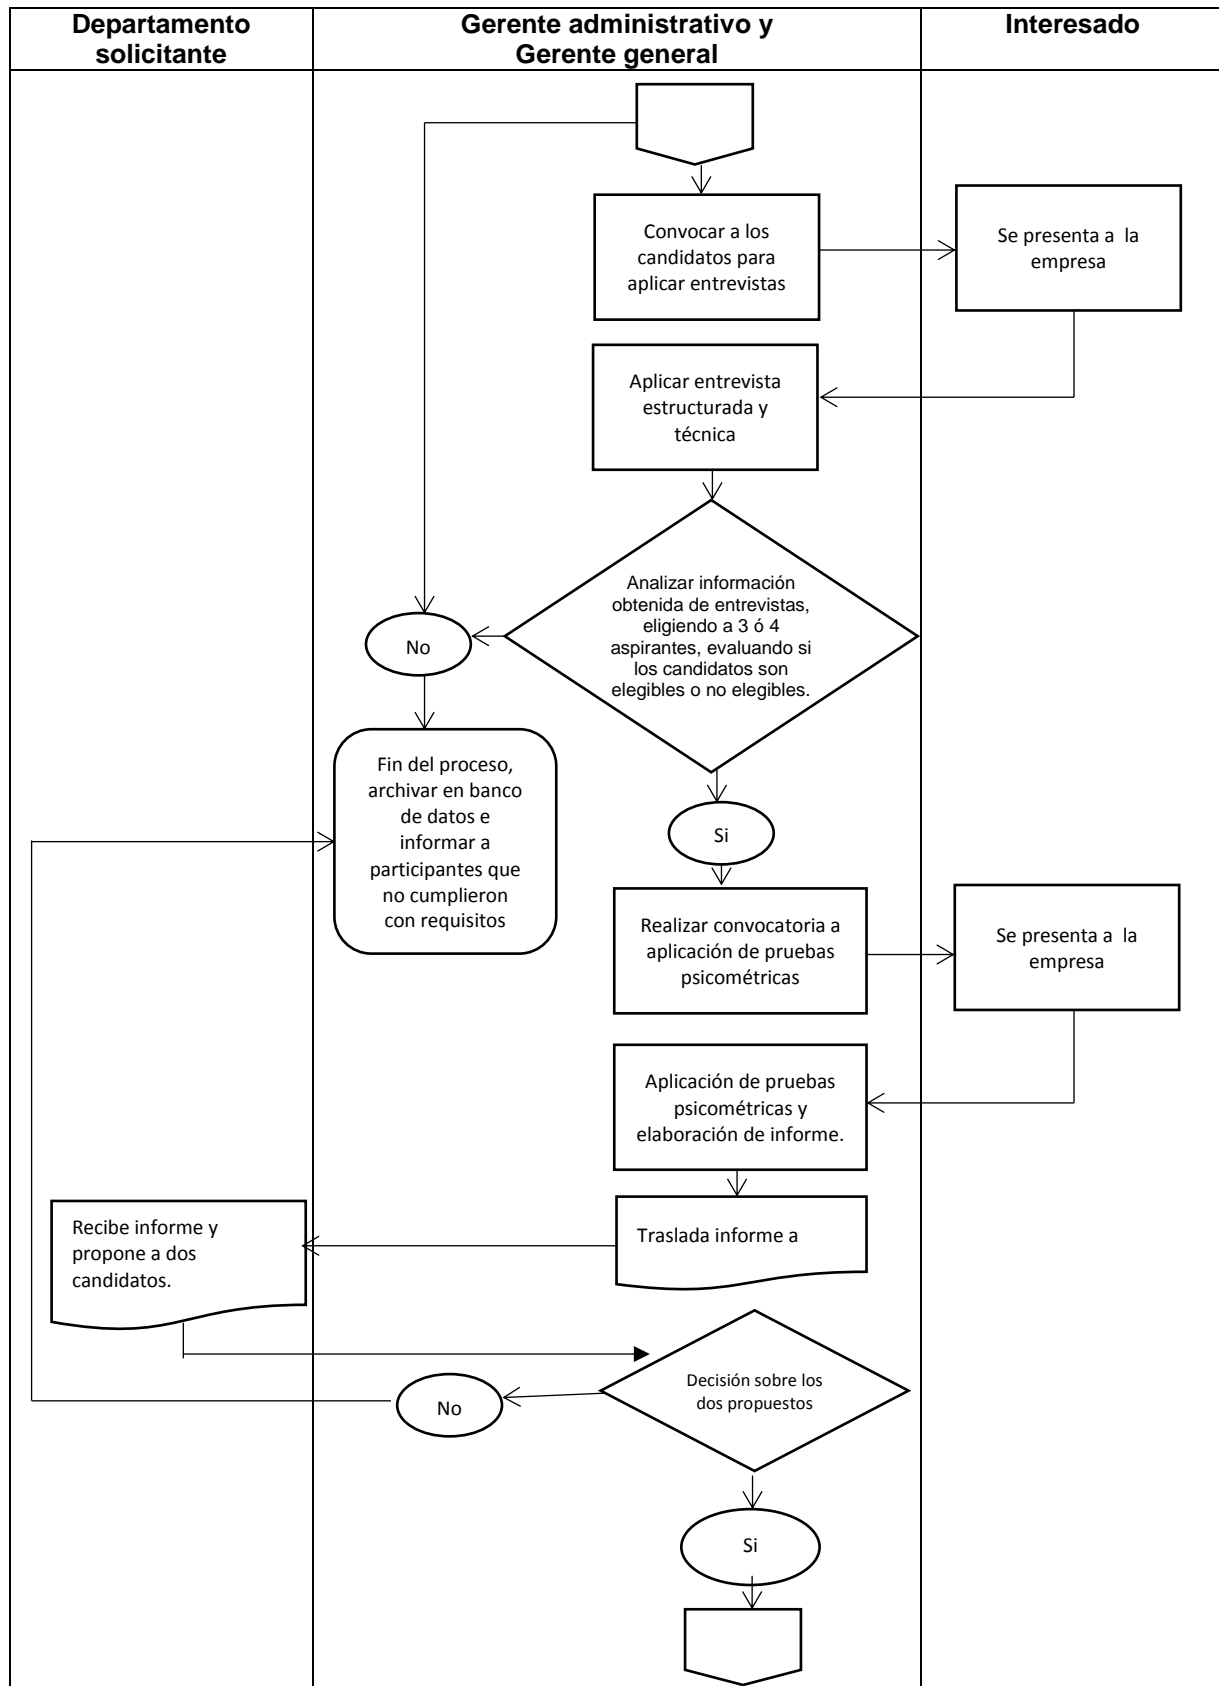 Departamento
solicitante
Gerente administrativo y
Gerente general
Interesado
Convocar a los
candidatos para
aplicar entrevistas
Se presenta a  la
empresa
Aplicar entrevista
estructurada y
técnica
Analizar información
obtenida de entrevistas,
eligiendo a 3 ó 4
aspirantes, evaluando si
los candidatos son
elegibles o no elegibles.
No
Fin del proceso,
archivar en banco
de datos e
informar a
participantes que
no cumplieron
con requisitos
Si
Realizar convocatoria a
aplicación de pruebas
psicométricas
Se presenta a  la
empresa
Aplicación de pruebas
psicométricas y
elaboración de informe.
Traslada informe a
Recibe informe y
propone a dos
candidatos.
Decisión sobre los
dos propuestos
No
Si